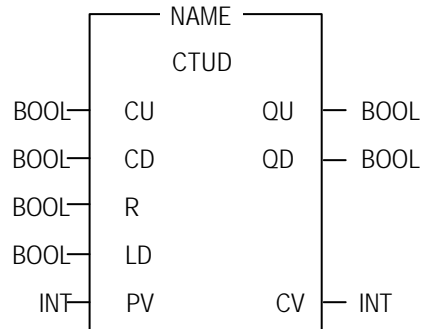 NAME
CTUD
BOOL CU QU BOOL
BOOL CD QD BOOL
BOOL R
BOOL LD
INT PV CV INT